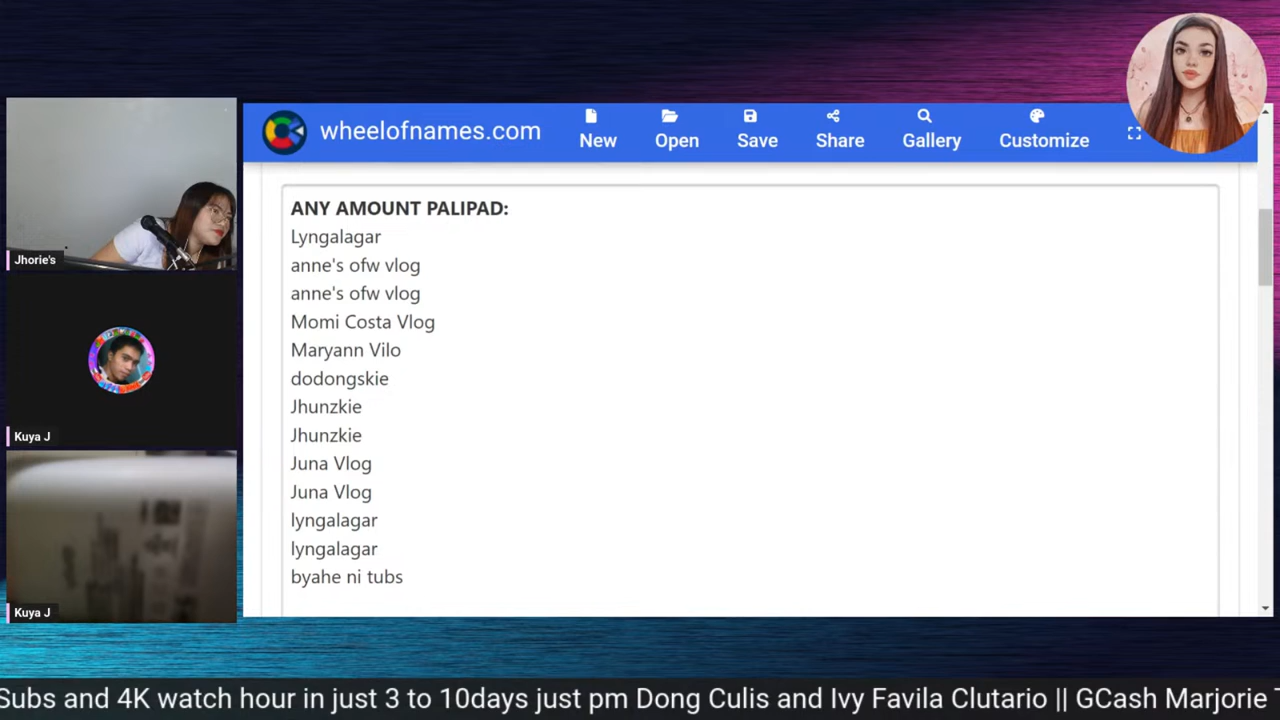 wheelofnames.com
New
Open
Save
Share
Gallery
Customize
ANY AMOUNT PALIPAD:
Lyngalagar
anne's ofw vlog
anne's ofw vlog
Momi Costa Vlog
Maryann Vilo
dodongskie
Jhunzkie
Jhunzkie
Juna Vlog
Juna Vlog
lyngalagar
lyngalagar
byahe ni tubs
Jhorie's
Kuya J
Kuya J
Subs and 4K watch hour in just 3 to 10days just pm Dong Culis and Ivy Favila Clutario || GCash Marjorie T